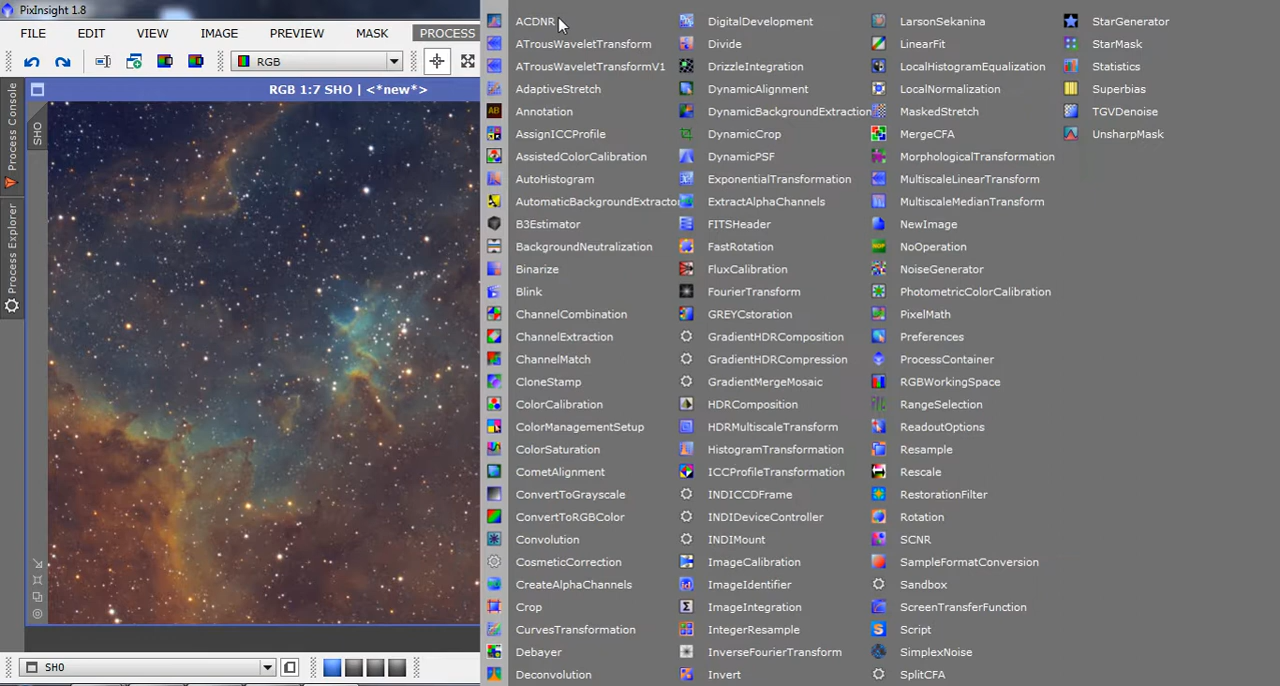 PixInsight 1.8
FILE EDIT VIEW IMAGE PREVIEW MASK PROCESS
RGB
RGB 1:7 SHO | <*new*>
SHO
Process Console
Process Explorer
SHO
ACDNR
ATrousWaveletTransform
ATrousWaveletTransformV1
AdaptiveStretch
Annotation
AssignICCProfile
AssistedColorCalibration
AutoHistogram
AutomaticBackgroundExtractor
B3Estimator
BackgroundNeutralization
Binarize
Blink
ChannelCombination
ChannelExtraction
ChannelMatch
CloneStamp
ColorCalibration
ColorManagementSetup
ColorSaturation
CometAlignment
ConvertToGrayscale
ConvertToRGBColor
Convolution
CosmeticCorrection
CreateAlphaChannels
Crop
CurvesTransformation
Debayer
Deconvolution
DigitalDevelopment
Divide
DrizzleIntegration
DynamicAlignment
DynamicBackgroundExtraction
DynamicCrop
DynamicPSF
ExponentialTransformation
ExtractAlphaChannels
FITSHeader
FastRotation
FluxCalibration
FourierTransform
GREYCstoration
GradientHDRComposition
GradientHDRCompression
GradientMergeMosaic
HDRComposition
HDRMultiscaleTransform
HistogramTransformation
ICCProfileTransformation
INDICCDFrame
INDIDeviceController
INDIMount
ImageCalibration
ImageIdentifier
ImageIntegration
IntegerResample
InverseFourierTransform
Invert
LarsonSekanina
LinearFit
LocalHistogramEqualization
LocalNormalization
MaskedStretch
MergeCFA
MorphologicalTransformation
MultiscaleLinearTransform
MultiscaleMedianTransform
NewImage
NoOperation
NoiseGenerator
PhotometricColorCalibration
PixelMath
Preferences
ProcessContainer
RGBWorkingSpace
RangeSelection
ReadoutOptions
Resample
Rescale
RestorationFilter
Rotation
SCNR
SampleFormatConversion
Sandbox
ScreenTransferFunction
Script
SimplexNoise
SplitCFA
StarGenerator
StarMask
Statistics
Superbias
TGVDenoise
UnsharpMask